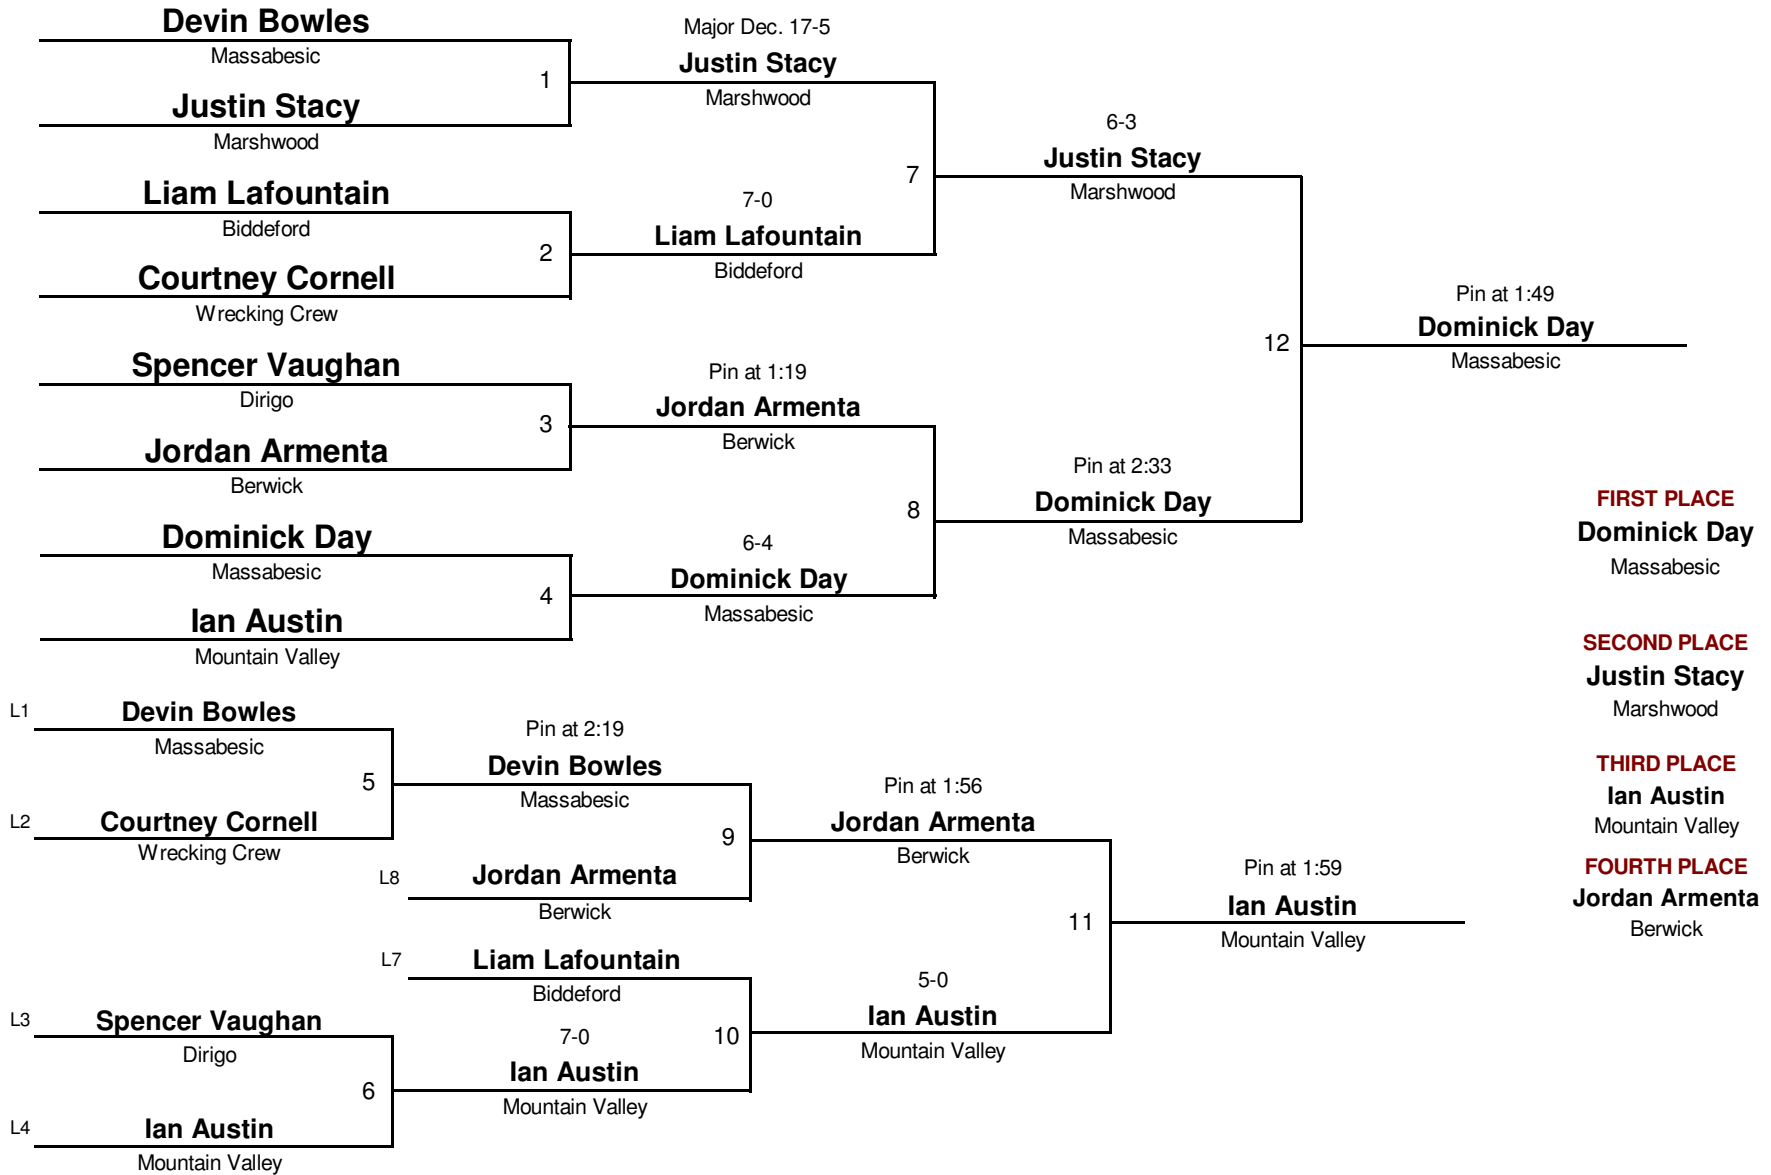 Devin Bowles
Massabesic
1
Justin Stacy
Marshwood
Liam Lafountain
Biddeford
2
Courtney Cornell
Wrecking Crew
Spencer Vaughan
Dirigo
3
Jordan Armenta
Berwick
Dominick Day
Massabesic
4
Ian Austin
Mountain Valley
Major Dec. 17-5
Justin Stacy
Marshwood
7
7-0
Liam Lafountain
Biddeford
Pin at 1:19
Jordan Armenta
Berwick
8
6-4
Dominick Day
Massabesic
6-3
Justin Stacy
Marshwood
12
Pin at 2:33
Dominick Day
Massabesic
Pin at 1:49
Dominick Day
Massabesic
L1
Devin Bowles
Massabesic
5
L2
Courtney Cornell
Wrecking Crew
L3
Spencer Vaughan
Dirigo
6
L4
Ian Austin
Mountain Valley
Pin at 2:19
Devin Bowles
Massabesic
9
L8
Jordan Armenta
Berwick
L7
Liam Lafountain
Biddeford
10
7-0
Ian Austin
Mountain Valley
Pin at 1:56
Jordan Armenta
Berwick
11
5-0
Ian Austin
Mountain Valley
Pin at 1:59
Ian Austin
Mountain Valley
FIRST PLACE
Dominick Day
Massabesic
SECOND PLACE
Justin Stacy
Marshwood
THIRD PLACE
Ian Austin
Mountain Valley
FOURTH PLACE
Jordan Armenta
Berwick